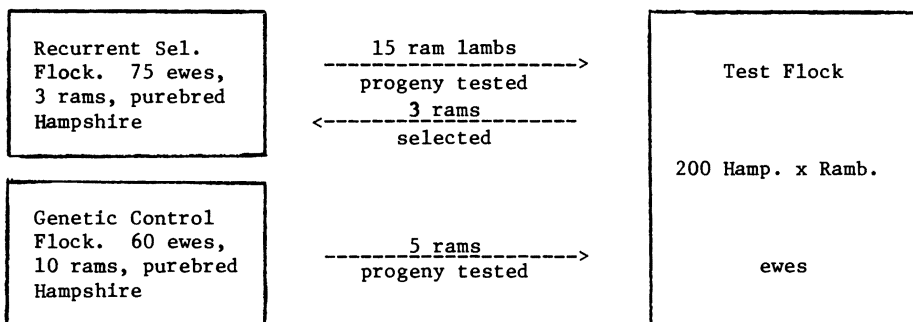 Recurrent Sel.
Flock. 75 ewes,
3 rams, purebred
Hampshire
15 ram lambs
progeny tested
3 rams
selected
Test Flock
200 Hamp. x Ramb.
ewes
Genetic Control
Flock. 60 ewes,
10 rams, purebred
Hampshire
5 rams
progeny tested